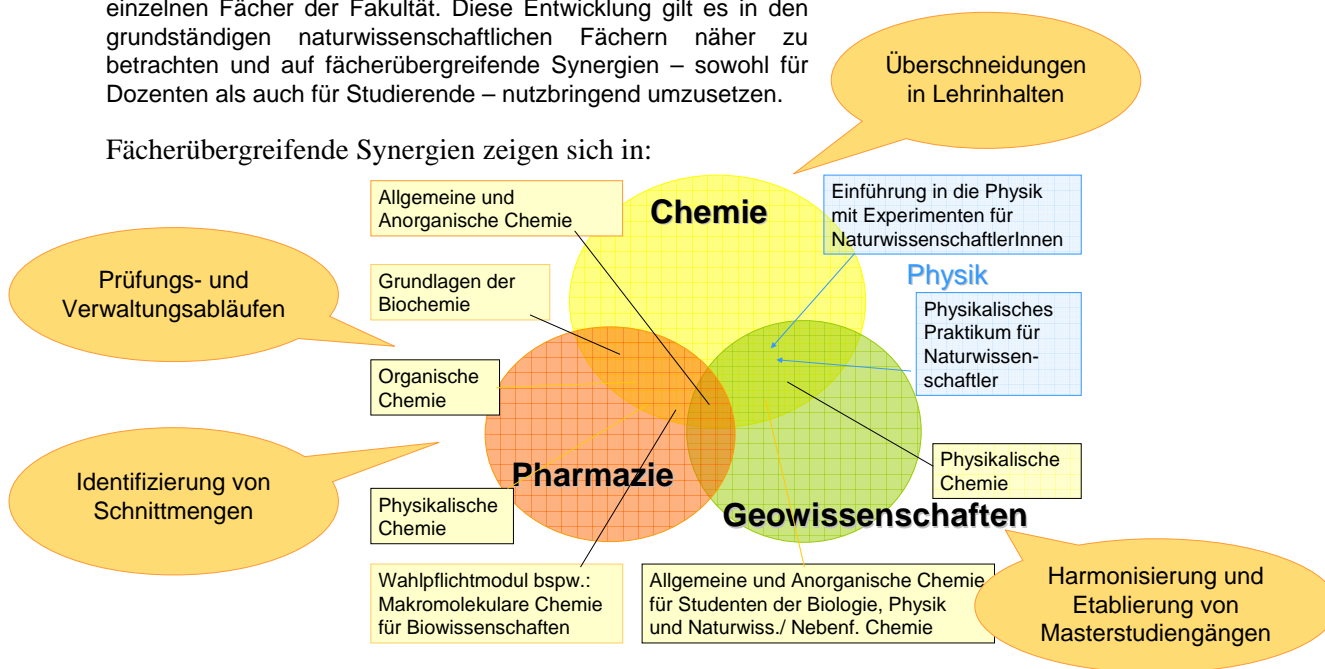 einzelnen Fächer der Fakultät. Diese Entwicklung gilt es in den
grundständigen naturwissenschaftlichen Fächern näher zu
betrachten und auf fächerübergreifende Synergien – sowohl für
Dozenten als auch für Studierende – nutzbringend umzusetzen.
Überschneidungen
in Lehrinhalten
Fächerübergreifende Synergien zeigen sich in:
Allgemeine und
Anorganische Chemie
Chemie
Einführung in die Physik
mit Experimenten für
NaturwissenschaftlerInnen
Prüfungs- und
Verwaltungsabläufen
Grundlagen der
Biochemie
Physik
Physikalisches
Praktikum für
Naturwissen-
schaftler
Organische
Chemie
Identifizierung von
Schnittmengen
Pharmazie
Physikalische
Chemie
Physikalische
Chemie
Geowissenschaften
Wahlpflichtmodul bspw.:
Makromolekulare Chemie
für Biowissenschaften
Allgemeine und Anorganische Chemie
für Studenten der Biologie, Physik
und Naturwiss./ Nebenf. Chemie
Harmonisierung und
Etablierung von
Masterstudiengängen